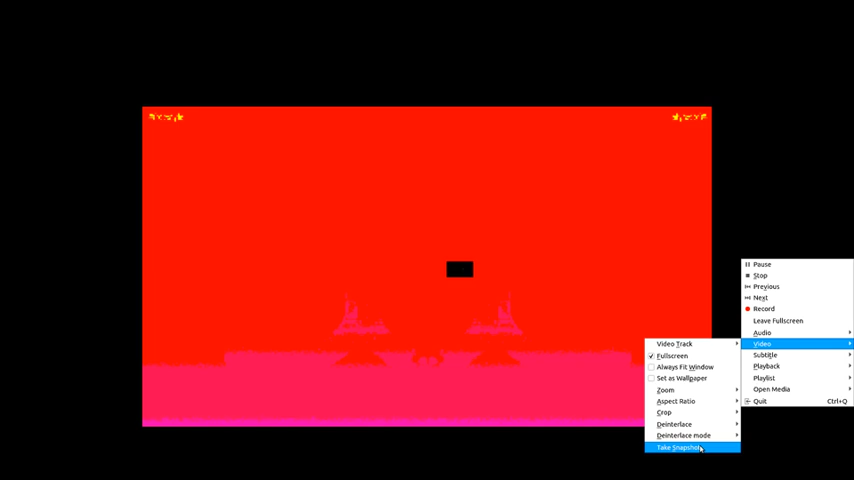 Pause
Stop
Previous
Next
Record
Leave Fullscreen
Audio
Video
Subtitle
Playback
Playlist
Open Media
Quit Ctrl+Q
Video Track
Fullscreen
Always Fit Window
Set as Wallpaper
Zoom
Aspect Ratio
Crop
Deinterlace
Deinterlace mode
Take Snapshot